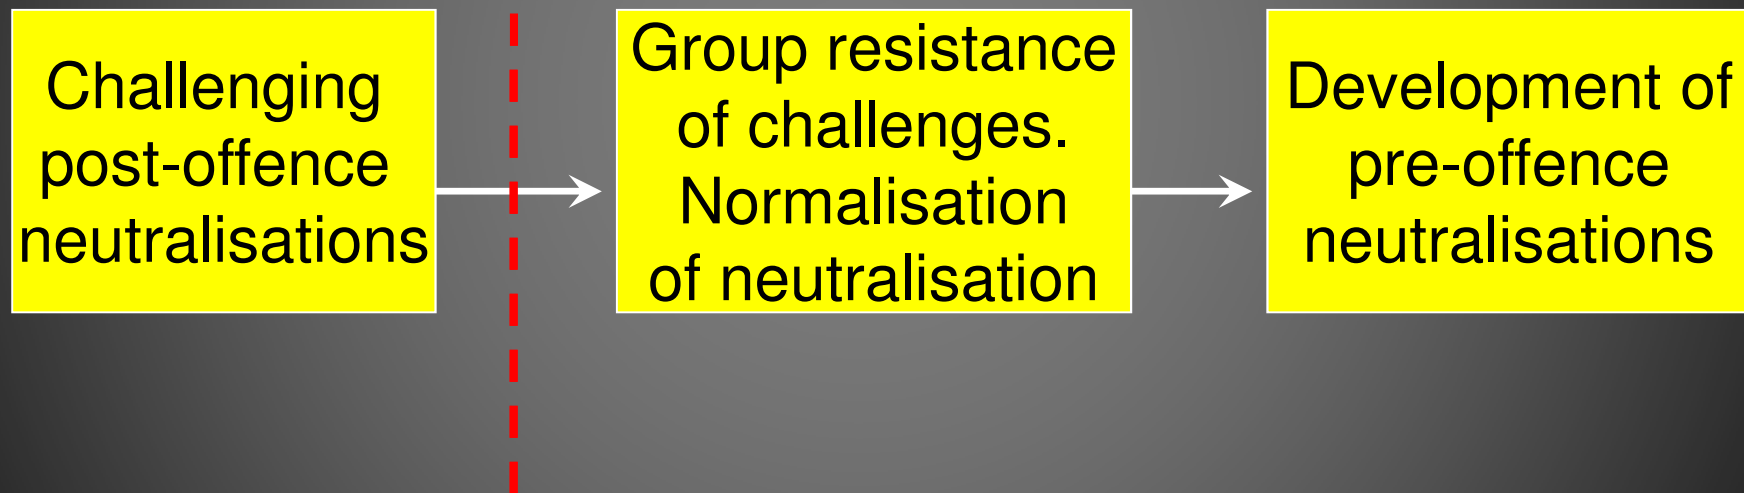 Challenging
post-offence
neutralisations
Group resistance
of challenges.
Normalisation
of neutralisation
Development of
pre-offence
neutralisations